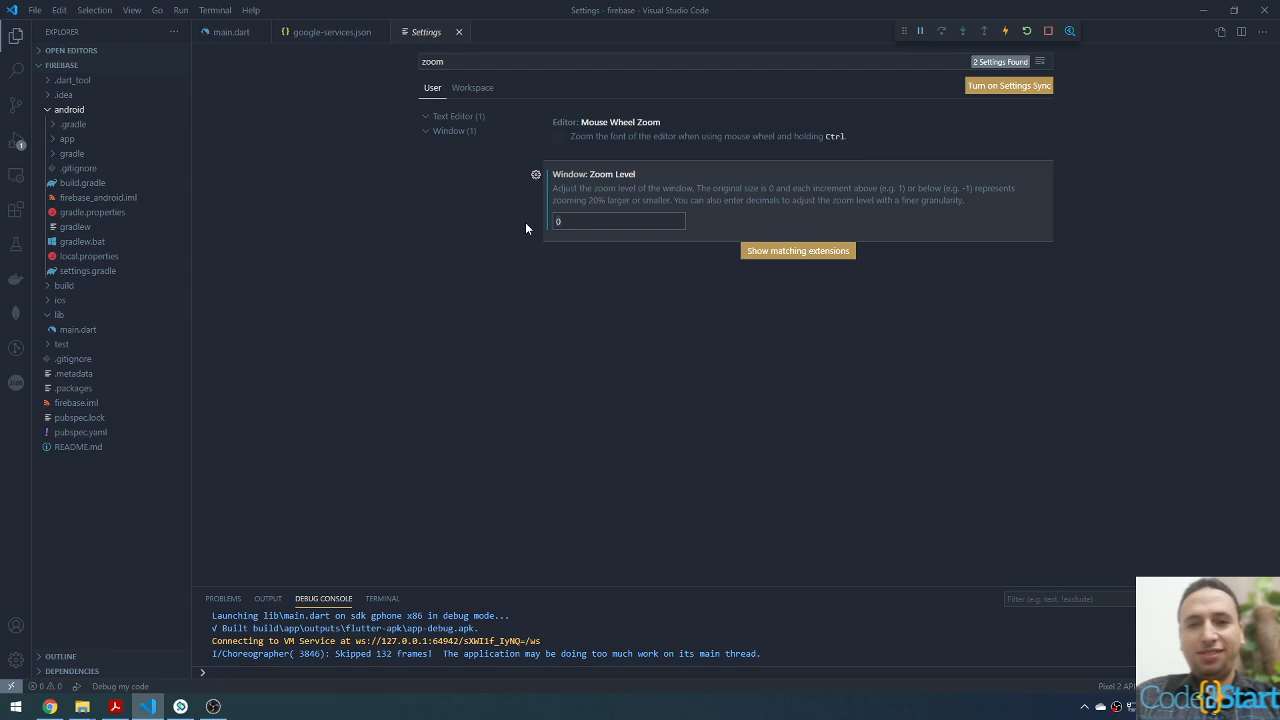 File Edit Selection View Go Run Terminal Help
Settings - firebase - Visual Studio Code
EXPLORER
main.dart
google-services.json
Settings
OPEN EDITORS
FIREBASE
.dart_tool
.idea
android
.gradle
app
gradle
.gitignore
build.gradle
firebase_android.iml
gradle.properties
gradlew
gradlew.bat
local.properties
settings.gradle
build
ios
lib
main.dart
test
.gitignore
.metadata
.packages
firebase.iml
pubspec.lock
pubspec.yaml
README.md
OUTLINE
DEPENDENCIES
zoom
2 Settings Found
User Workspace
Turn on Settings Sync
Text Editor (1)
Window (1)
Editor: Mouse Wheel Zoom
Zoom the font of the editor when using mouse wheel and holding Ctrl.
Window: Zoom Level
Adjust the zoom level of the window. The original size is 0 and each increment above (e.g. 1) or below (e.g. -1) represents
zooming 20% larger or smaller. You can also enter decimals to adjust the zoom level with a finer granularity.
0
Show matching extensions
PROBLEMS OUTPUT DEBUG CONSOLE TERMINAL
Filter (e.g. text, !exclude)
Launching lib\main.dart on sdk gphone x86 in debug mode...
√ Built build\app\outputs\flutter-apk\app-debug.apk.
Connecting to VM Service at ws://127.0.0.1:64942/sXWI1f_IyNQ=/ws
I/Choreographer( 3846): Skipped 132 frames! The application may be doing too much work on its main thread.
0 0 Debug my code
Pixel 2 API
Code 2 Start